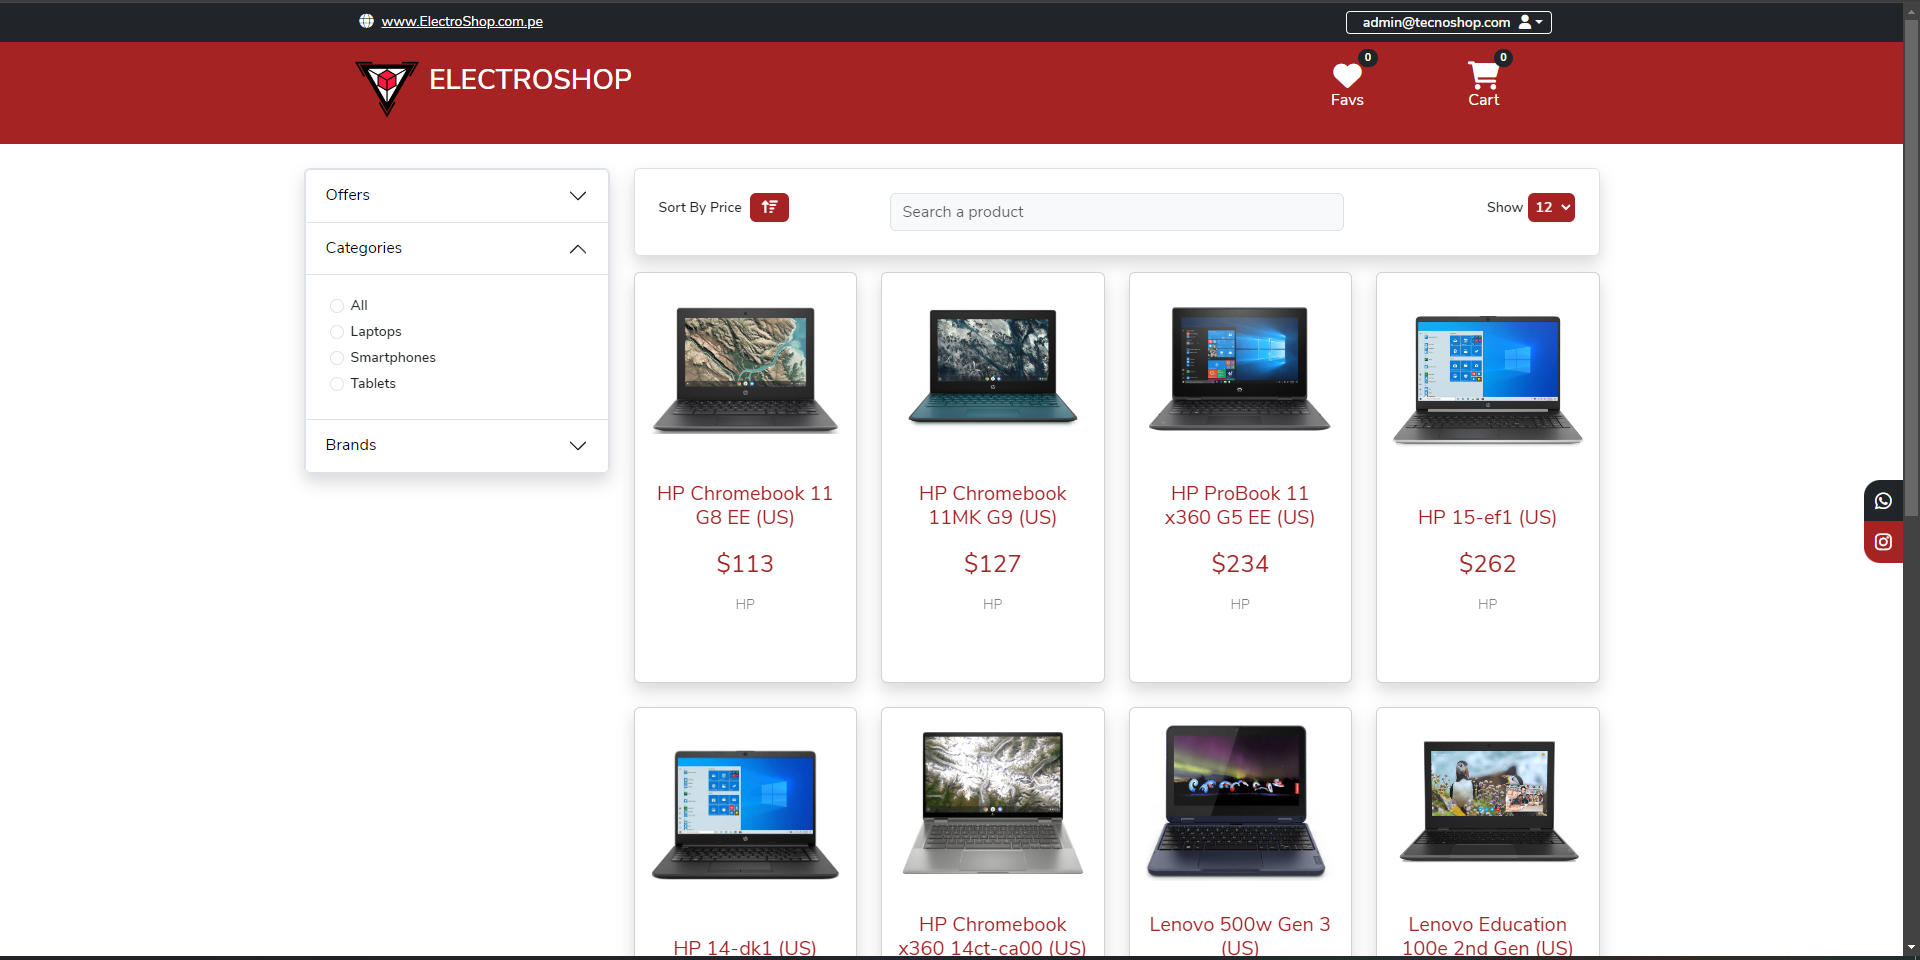 www.ElectroShop.com.pe
admin@tecnoshop.com
ELECTROSHOP
0
Favs
0
Cart
Offers
Categories
All
Laptops
Smartphones
Tablets
Brands
Sort By Price
Search a product
Show 12
HP Chromebook 11
G8 EE (US)
$113
HP
HP Chromebook
11MK G9 (US)
$127
HP
HP ProBook 11
x360 G5 EE (US)
$234
HP
HP 15-ef1 (US)
$262
HP
HP 14-dk1 (US)
HP Chromebook
x360 14ct-ca00 (US)
Lenovo 500w Gen 3
(US)
Lenovo Education
100e 2nd Gen (US)